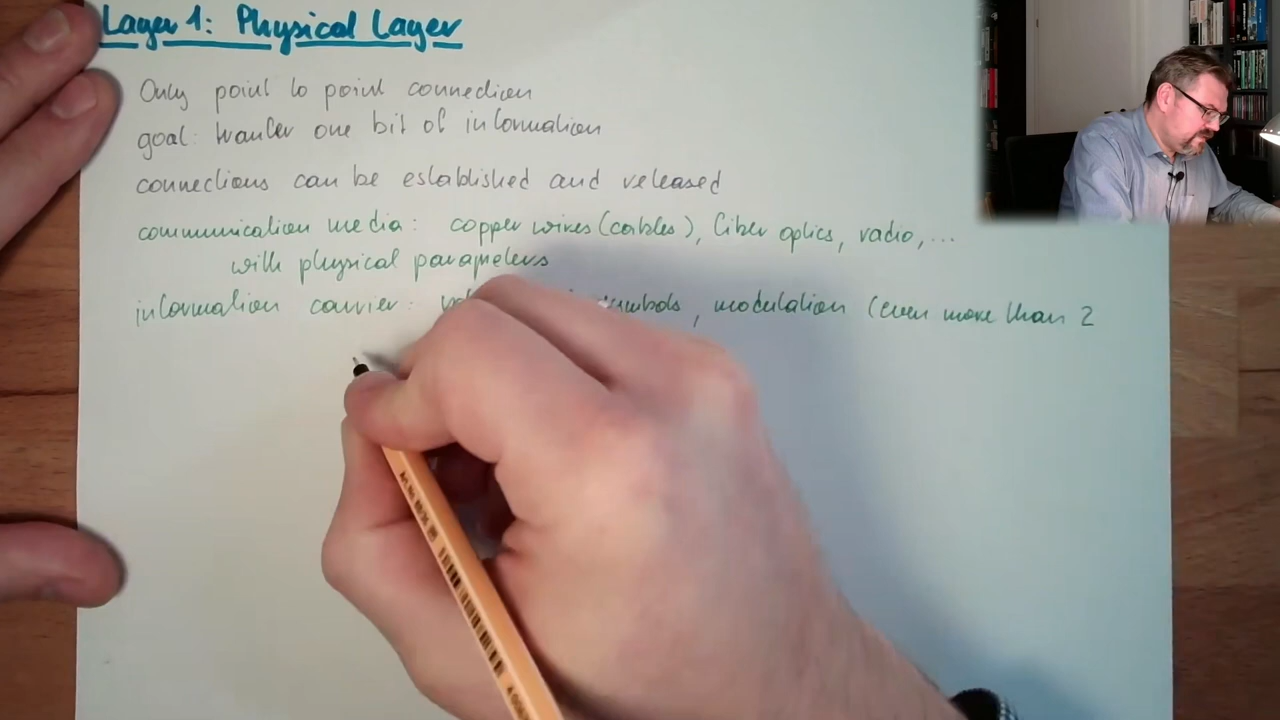 Layer 1: Physical Layer
Only point to point connection
goal: transfer one bit of information
connections can be established and released
communication media: copper wires (cables), fiber optics, radio, ...
with physical parameters
information carrier: symbols, modulation (even more than 2